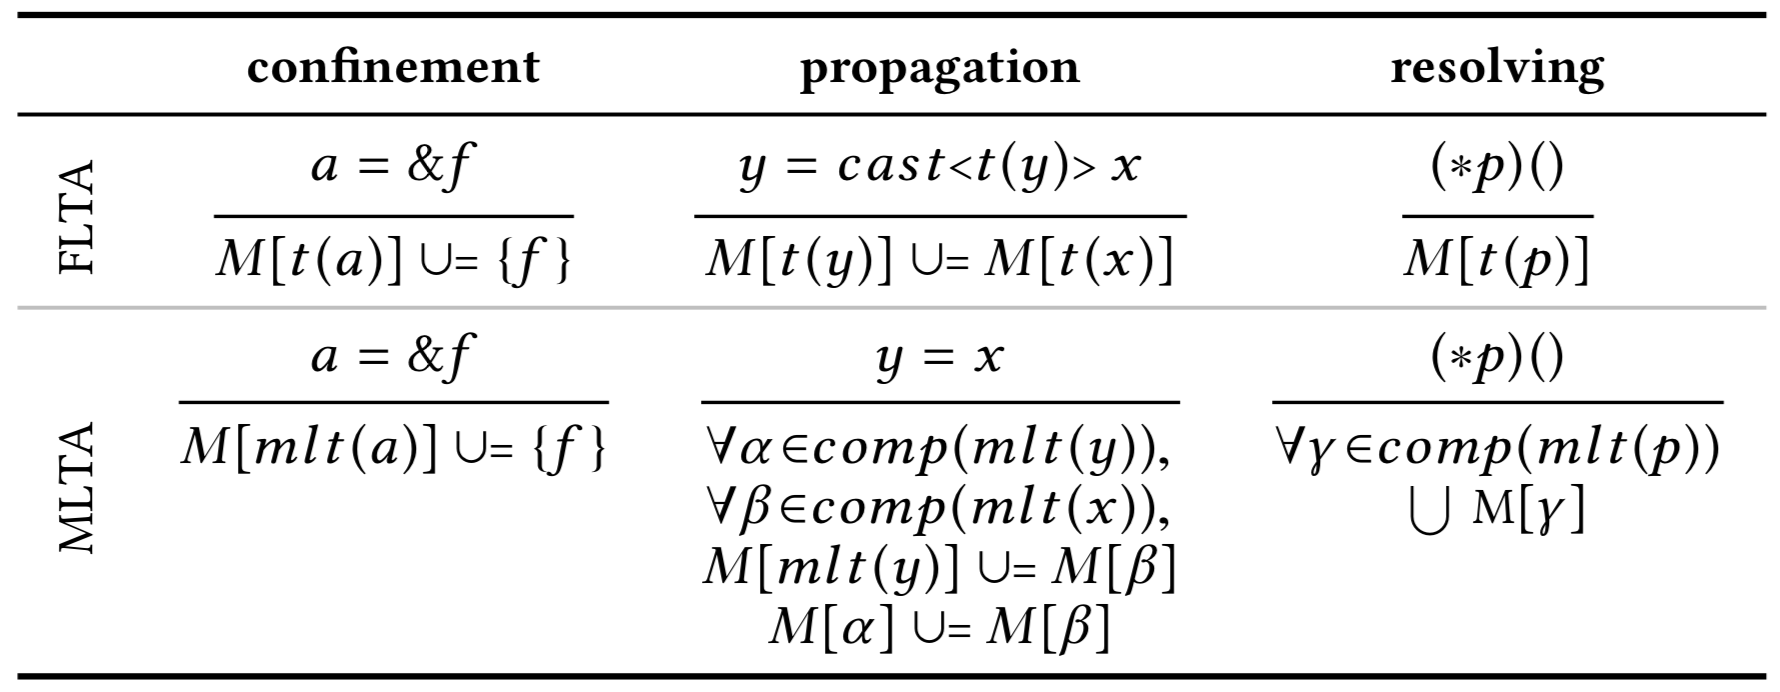 confinement propagation resolving
FLTA
a = &f y = cast<t(y)> x (*p)()
M[t(a)] ∪= {f} M[t(y)] ∪= M[t(x)] M[t(p)]
MLTA
a = &f y = x (*p)()
M[mlt(a)] ∪= {f} ∀α∈comp(mlt(y)), ∀γ∈comp(mlt(p))
∀β∈comp(mlt(x)), ⋃ M[γ]
M[mlt(y)] ∪= M[β]
M[α] ∪= M[β]